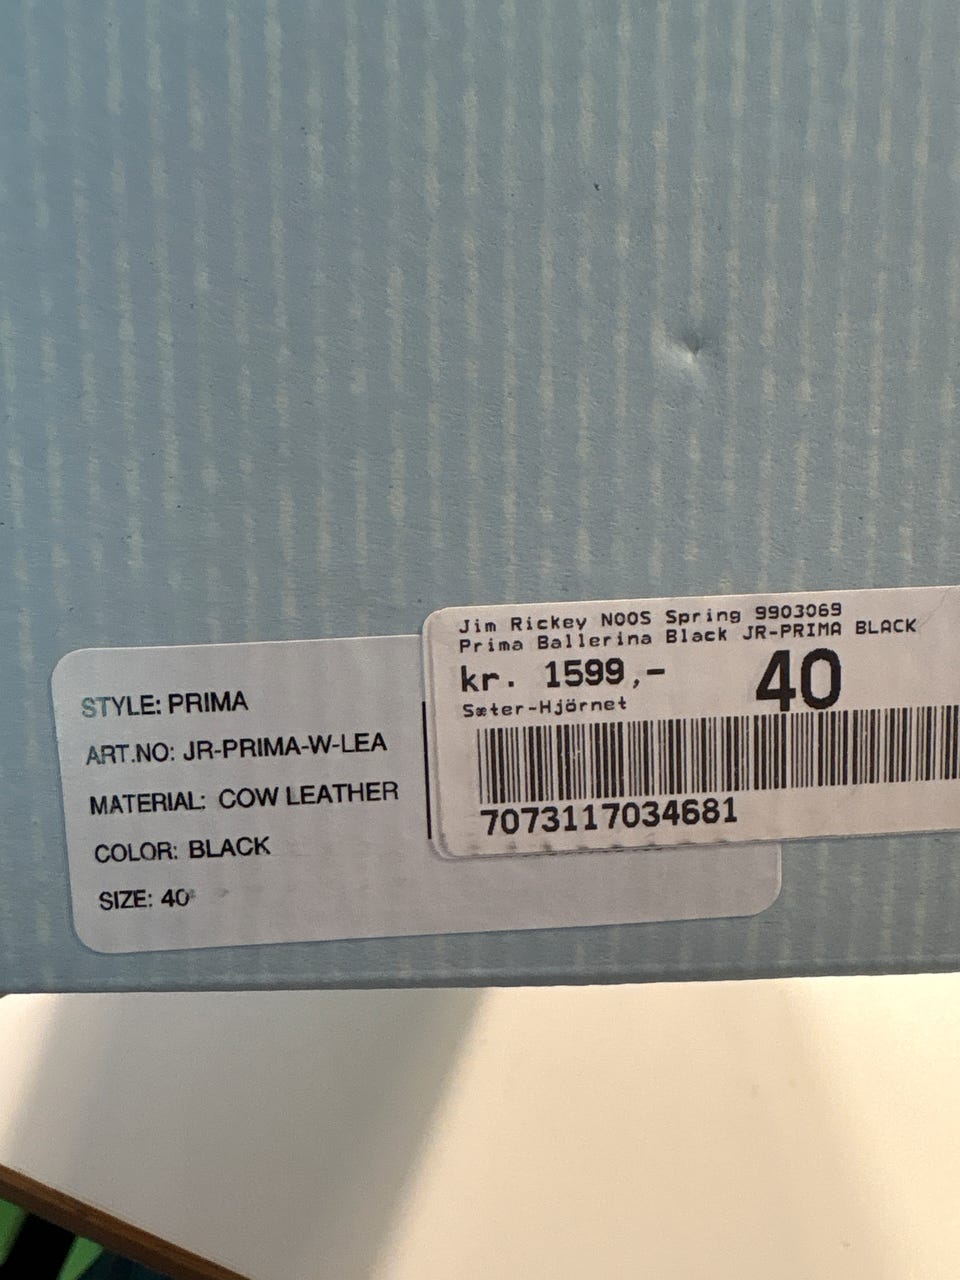 STYLE: PRIMA
ART.NO: JR-PRIMA-W-LEA
MATERIAL: COW LEATHER
COLOR: BLACK
SIZE: 40
Jim Rickey NOOS Spring 9903069
Prima Ballerina Black JR-PRIMA BLACK
kr. 1599,- 40
Sæter-Hjörnet
7073117034681